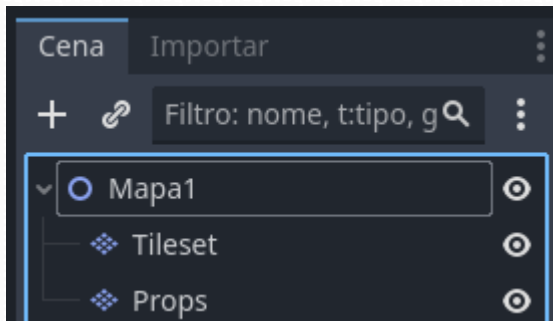 Cena Importar
Filtro: nome, t:tipo, g
Mapa1
Tileset
Props